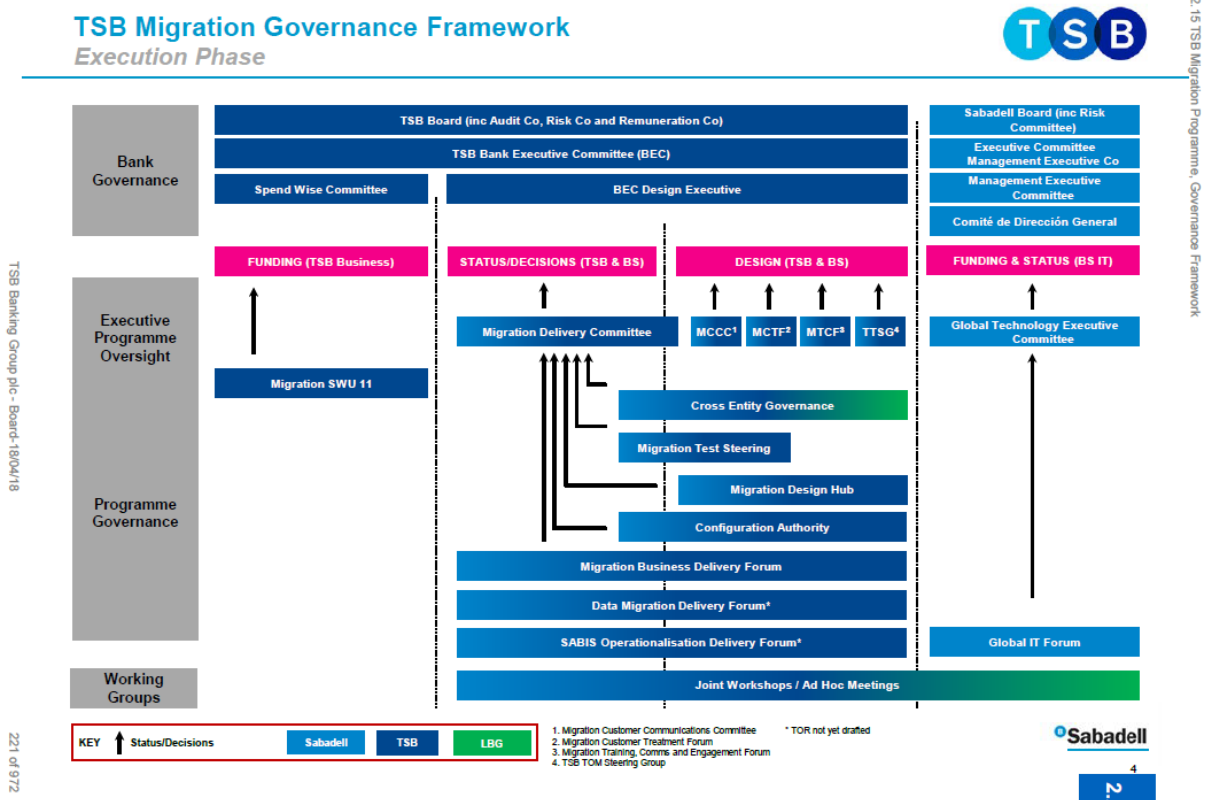 TSB Migration Governance Framework
Execution Phase
T S B
2.15 TSB Migration Programme, Governance Framework
TSB Banking Group plc - Board-18/04/18
221 of 972
Bank
Governance
TSB Board (inc Audit Co, Risk Co and Remuneration Co)
TSB Bank Executive Committee (BEC)
Spend Wise Committee
BEC Design Executive
Sabadell Board (inc Risk
Committee)
Executive Committee
Management Executive Co
Management Executive
Committee
Comité de Dirección General
FUNDING (TSB Business)
STATUS/DECISIONS (TSB & BS)
DESIGN (TSB & BS)
FUNDING & STATUS (BS IT)
Executive
Programme
Oversight
Migration Delivery Committee
MCCC¹
MCTF²
MTCF³
TTSG⁴
Global Technology Executive
Committee
Migration SWU 11
Cross Entity Governance
Migration Test Steering
Programme
Governance
Migration Design Hub
Configuration Authority
Migration Business Delivery Forum
Data Migration Delivery Forum*
SABIS Operationalisation Delivery Forum*
Global IT Forum
Working
Groups
Joint Workshops / Ad Hoc Meetings
KEY
Status/Decisions
Sabadell
TSB
LBG
1. Migration Customer Communications Committee
2. Migration Customer Treatment Forum
3. Migration Training, Comms and Engagement Forum
4. TSB TOM Steering Group
* TOR not yet drafted
Sabadell
4
2.